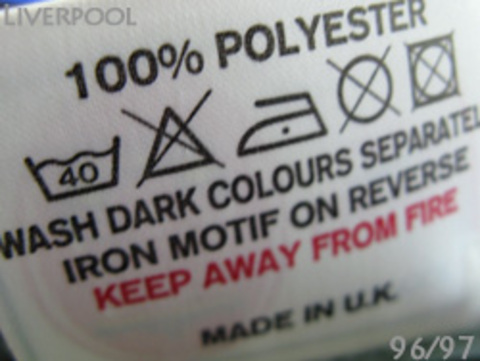 LIVERPOOL
100% POLYESTER
40
WASH DARK COLOURS SEPARATEL
IRON MOTIF ON REVERSE
KEEP AWAY FROM FIRE
MADE IN U.K.
96/97